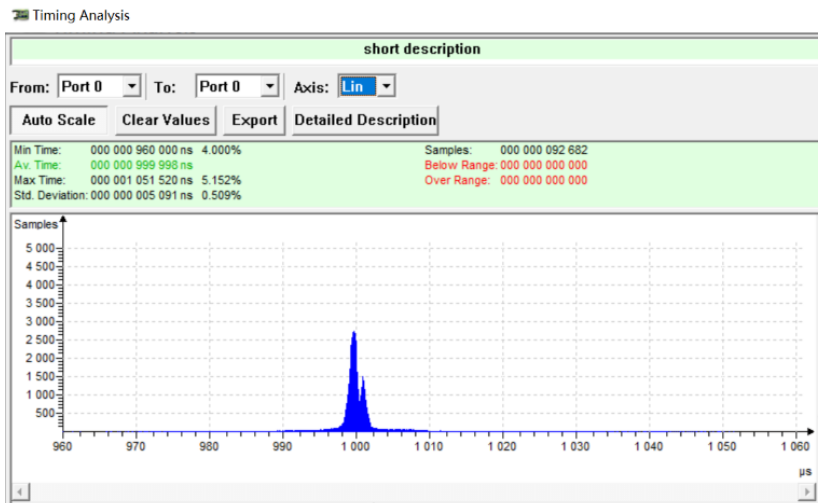 Timing Analysis
short description
From: Port 0 To: Port 0 Axis: Lin
Auto Scale Clear Values Export Detailed Description
Min Time: 000 000 960 000 ns 4.000% Samples: 000 000 092 682
Av. Time: 000 000 999 998 ns Below Range: 000 000 000 000
Max Time: 000 001 051 520 ns 5.152% Over Range: 000 000 000 000
Std. Deviation: 000 000 005 091 ns 0.509%
Samples
5 000
4 500
4 000
3 500
3 000
2 500
2 000
1 500
1 000
500
960 970 980 990 1 000 1 010 1 020 1 030 1 040 1 050 1 060
µs